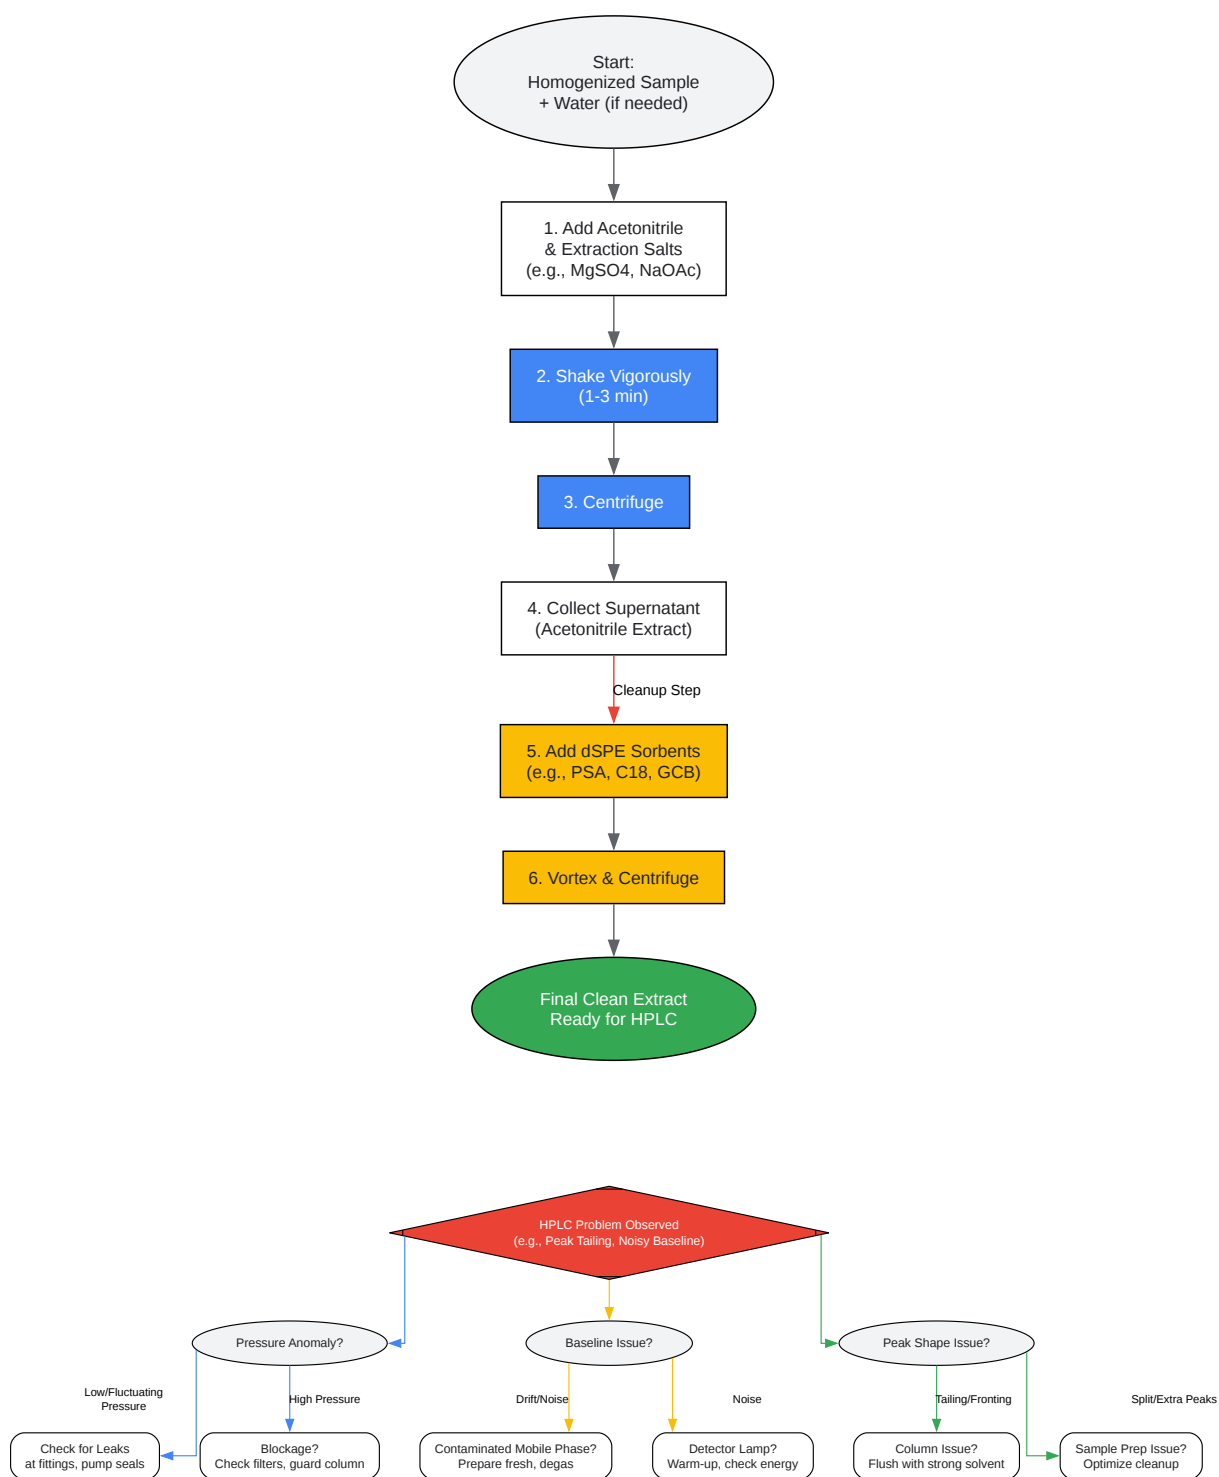 Start:
Homogenized Sample
+ Water (if needed)
1. Add Acetonitrile
& Extraction Salts
(e.g., MgSO4, NaOAc)
2. Shake Vigorously
(1-3 min)
3. Centrifuge
4. Collect Supernatant
(Acetonitrile Extract)
Cleanup Step
5. Add dSPE Sorbents
(e.g., PSA, C18, GCB)
6. Vortex & Centrifuge
Final Clean Extract
Ready for HPLC
HPLC Problem Observed
(e.g., Peak Tailing, Noisy Baseline)
Pressure Anomaly?
Baseline Issue?
Peak Shape Issue?
Low/Fluctuating
Pressure
High Pressure
Drift/Noise
Noise
Tailing/Fronting
Split/Extra Peaks
Check for Leaks
at fittings, pump seals
Blockage?
Check filters, guard column
Contaminated Mobile Phase?
Prepare fresh, degas
Detector Lamp?
Warm-up, check energy
Column Issue?
Flush with strong solvent
Sample Prep Issue?
Optimize cleanup